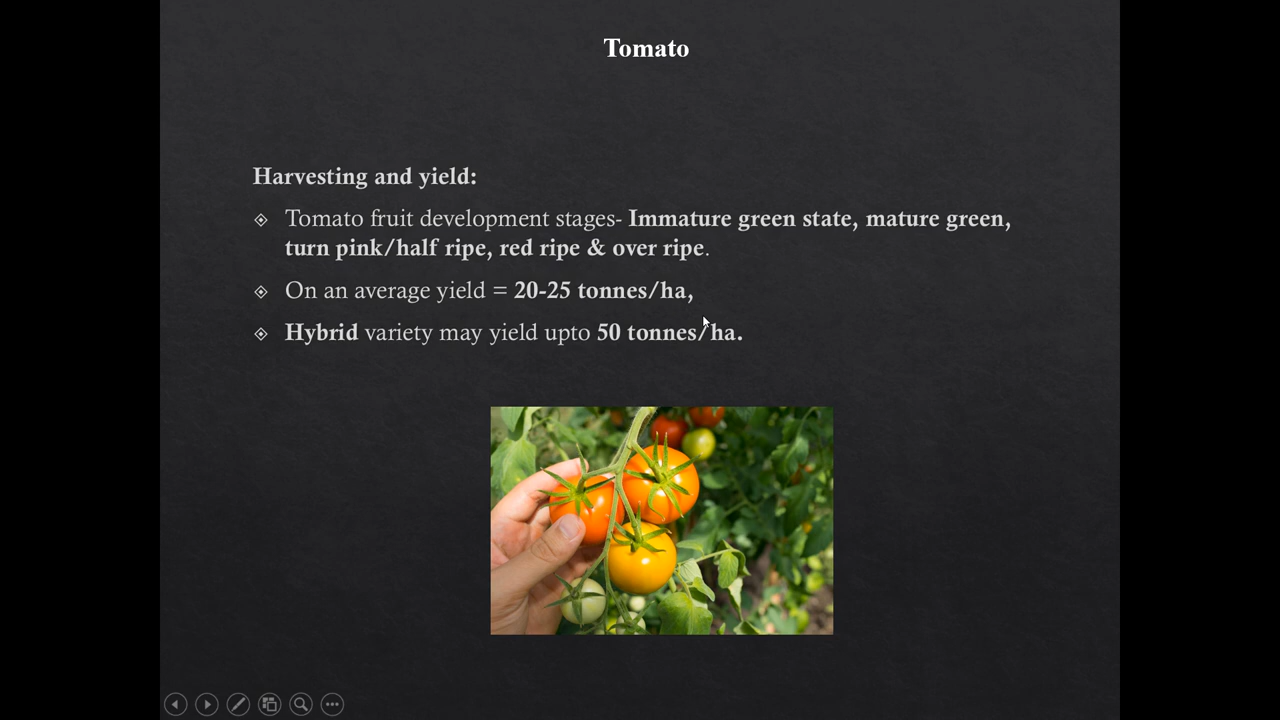 Tomato
Harvesting and yield:
Tomato fruit development stages- Immature green state, mature green,
turn pink/half ripe, red ripe & over ripe.
On an average yield = 20-25 tonnes/ha,
Hybrid variety may yield upto 50 tonnes/ha.